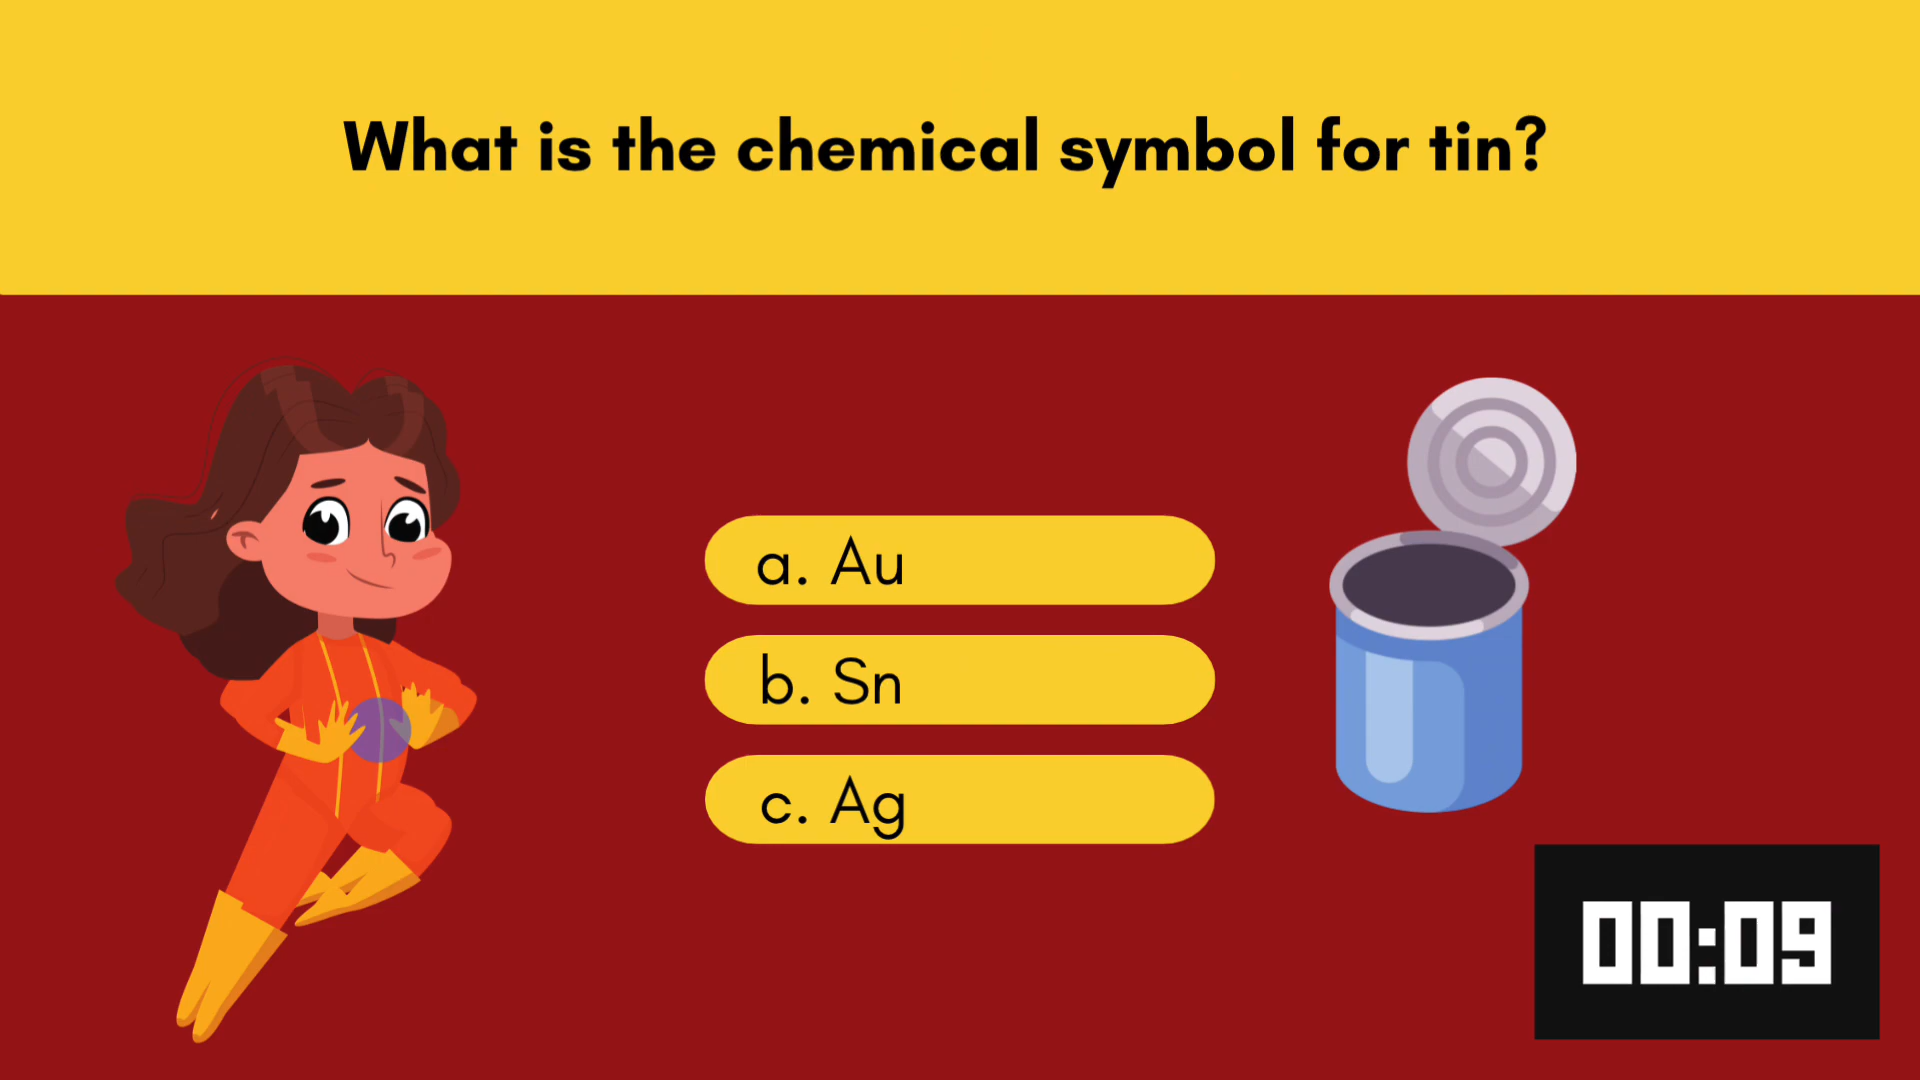 What is the chemical symbol for tin?
a. Au
b. Sn
c. Ag
00:09